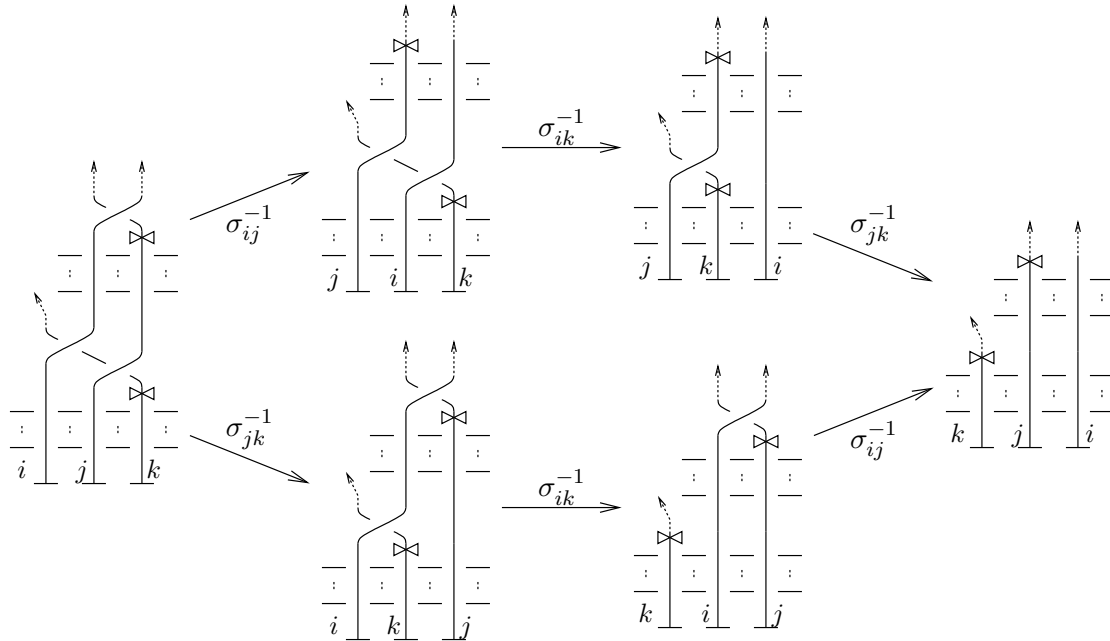 σ_{ik}^{-1}
σ_{ij}^{-1}
σ_{jk}^{-1}
j i k
j k i
i j k
k j i
σ_{jk}^{-1}
σ_{ij}^{-1}
σ_{ik}^{-1}
i k j
k i j